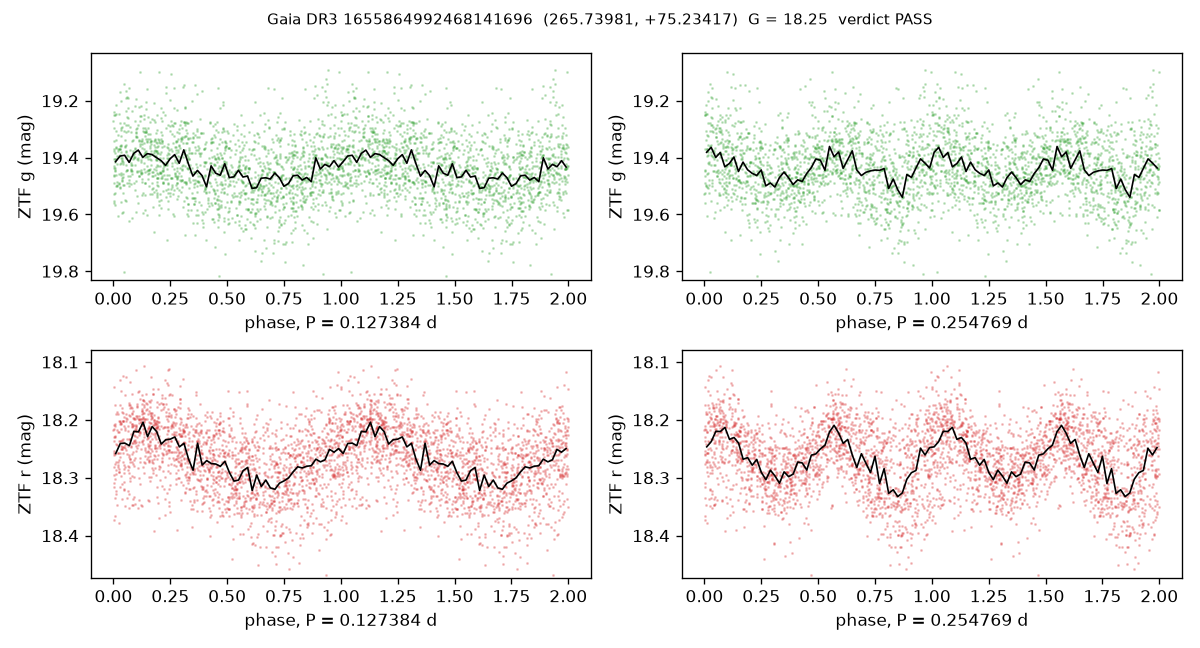 Gaia DR3 1655864992468141696  (265.73981, +75.23417)  G = 18.25  verdict PASS
ZTF g (mag)
19.2
19.4
19.6
19.8
0.00 0.25 0.50 0.75 1.00 1.25 1.50 1.75 2.00
phase, P = 0.127384 d
ZTF g (mag)
19.2
19.4
19.6
19.8
0.00 0.25 0.50 0.75 1.00 1.25 1.50 1.75 2.00
phase, P = 0.254769 d
ZTF r (mag)
18.1
18.2
18.3
18.4
0.00 0.25 0.50 0.75 1.00 1.25 1.50 1.75 2.00
phase, P = 0.127384 d
ZTF r (mag)
18.1
18.2
18.3
18.4
0.00 0.25 0.50 0.75 1.00 1.25 1.50 1.75 2.00
phase, P = 0.254769 d